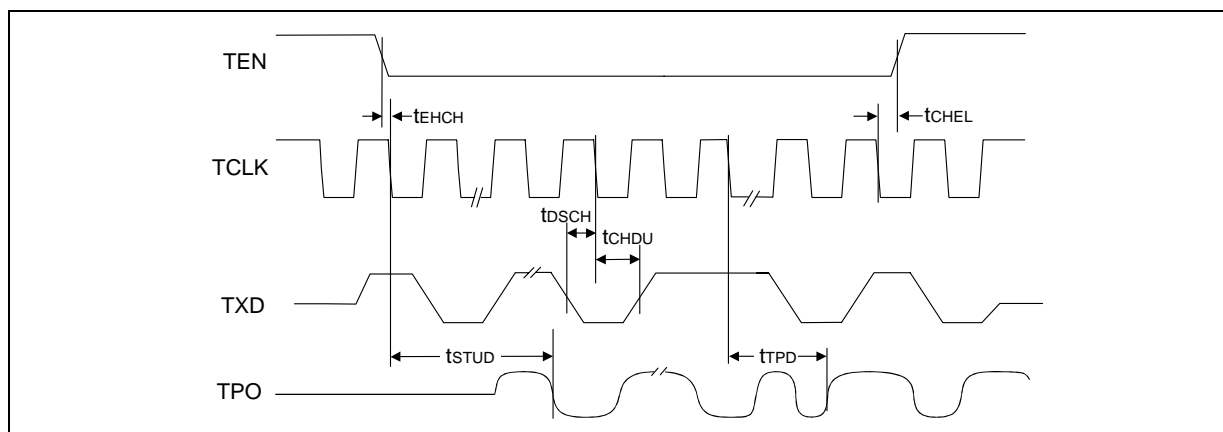 TEN
tEHCH
tCHEL
TCLK
tDSCH
tCHDU
TXD
tSTUD
tTPD
TPO